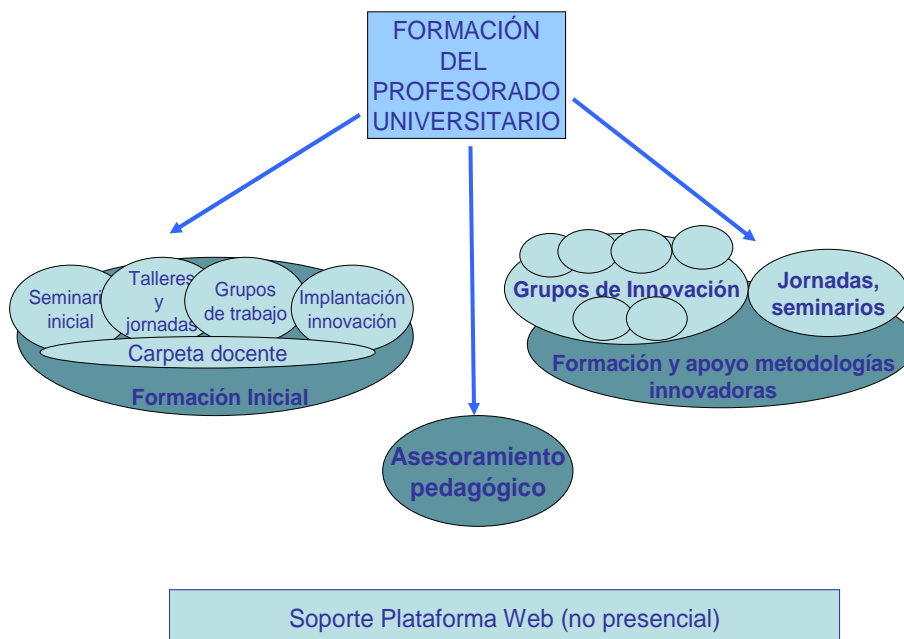 FORMACIÓN
DEL
PROFESORADO
UNIVERSITARIO
Seminari
inicial
Talleres
y
jornadas
Grupos
de trabajo
Implantación
innovación
Carpeta docente
Formación Inicial
Grupos de Innovación
Jornadas,
seminarios
Formación y apoyo metodologías
innovadoras
Asesoramiento
pedagógico
Soporte Plataforma Web (no presencial)